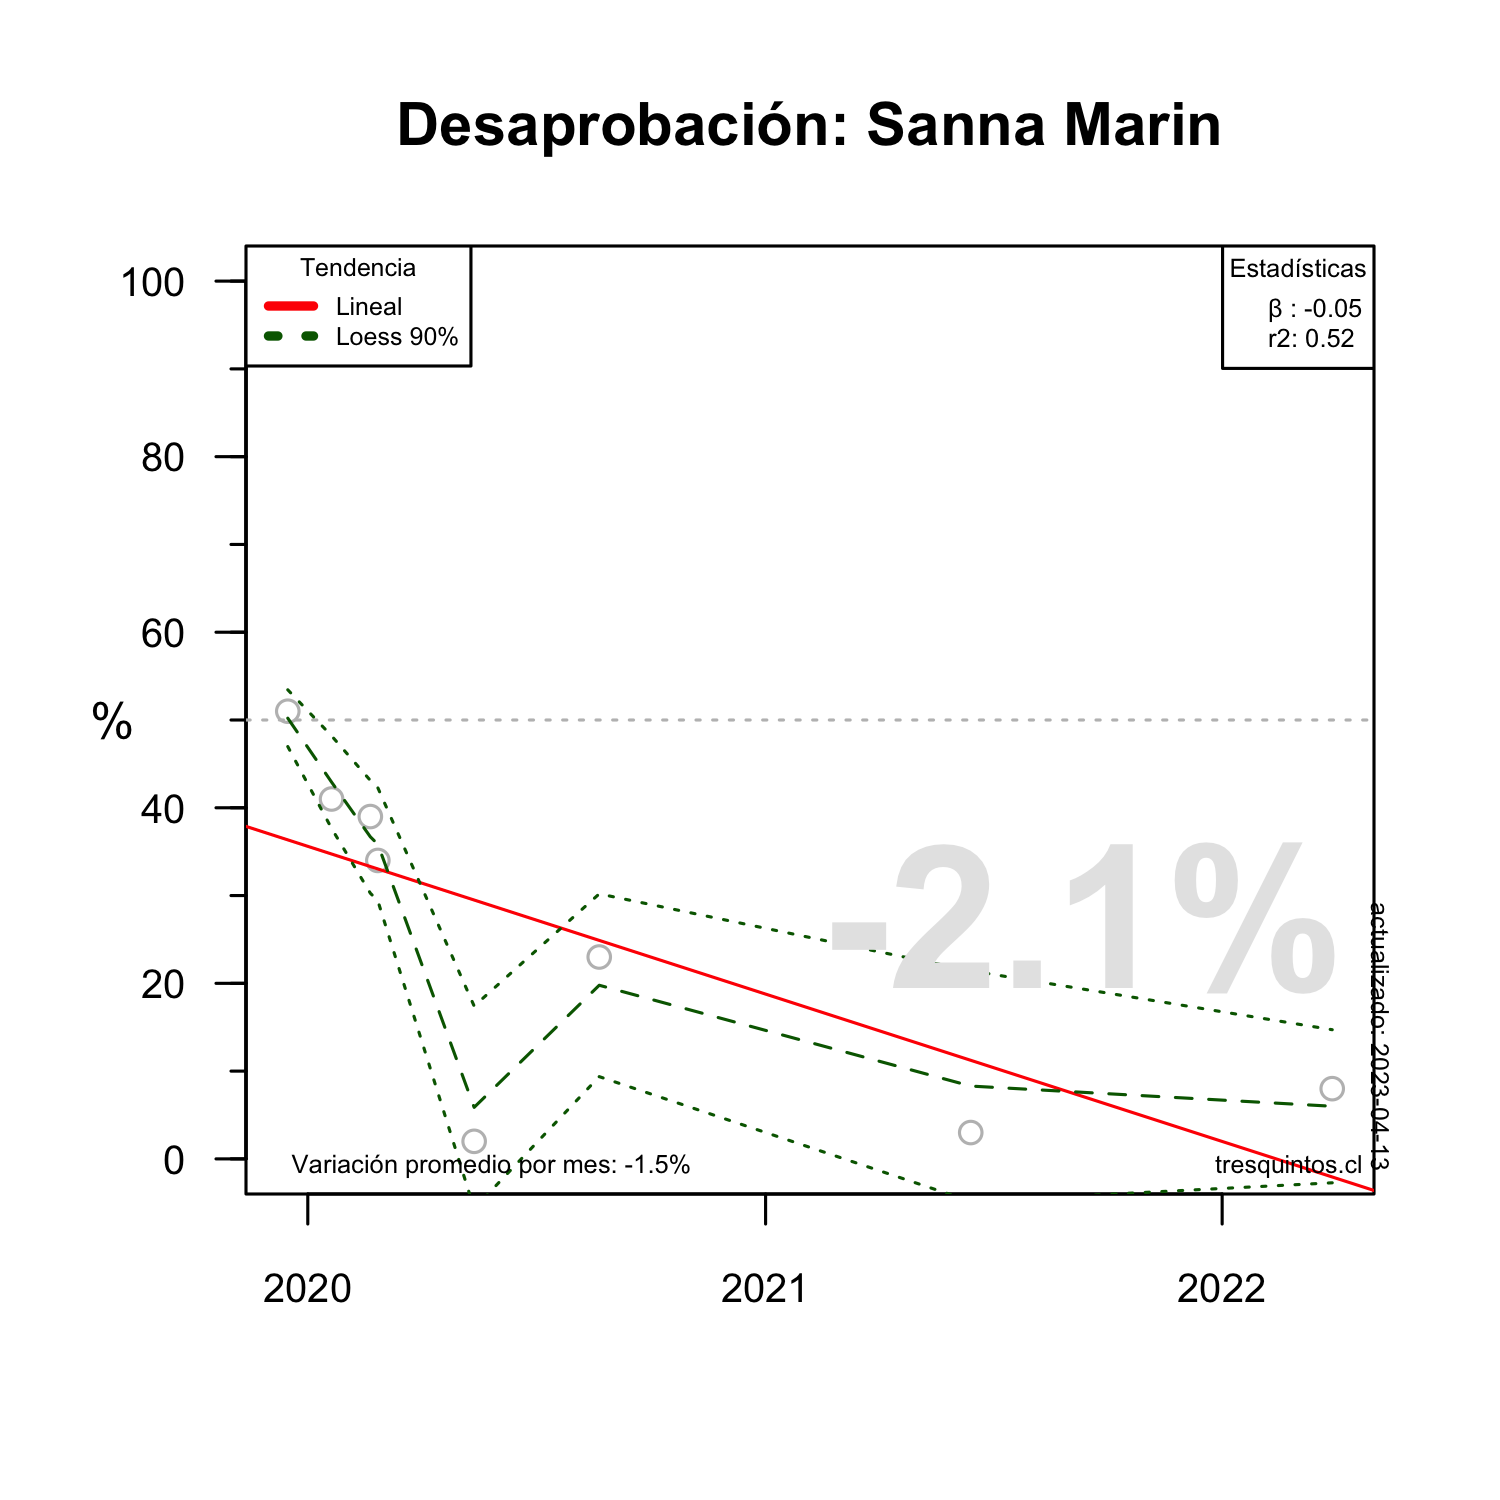 Desaprobación: Sanna Marin
Tendencia
Lineal
Loess 90%
Estadísticas
β : -0.05
r2: 0.52
100
80
60
40
20
0
%
-2.1%
actualizado: 2023-04-13
Variación promedio por mes: -1.5%
tresquintos.cl
2020
2021
2022